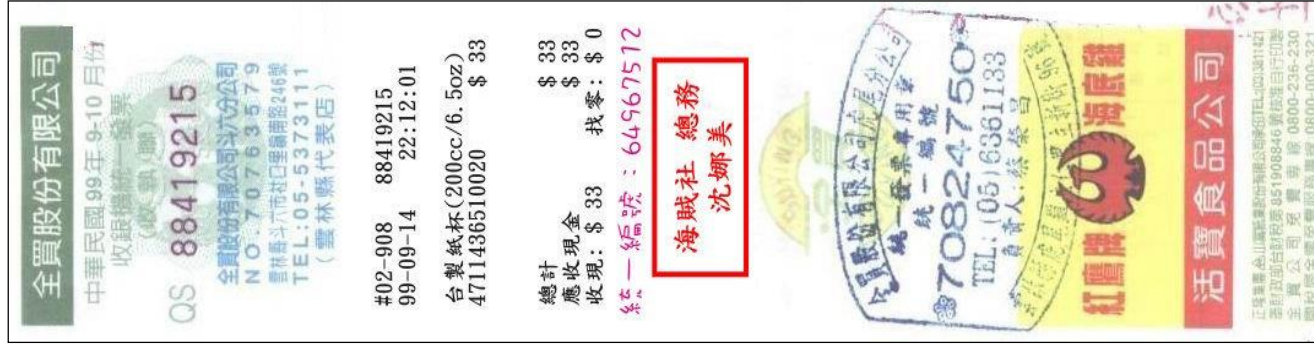 全買股份有限公司
中華民國99年9-10月份
收銀機統一發票
(收執聯)
QS 88419215
全買股份有限公司斗六分公司
NO.70763579
雲林縣斗六市社口里鎮南路246號
TEL:05-5373111
(雲林縣代表店)
#02-908 88419215
99-09-14 22:12:01
台製紙杯(200cc/6.5oz)
4711436510020 $ 33
總計 $ 33
應收現金 $ 33
收現:$ 33 找零:$ 0
統一編號:64967512
海賊社 總務
沈娜美
全買股份有限公司虎尾分公司
統一發票專用章
統一編號
70824750
TEL:(05)6361133
負責人:蔡榮昌
紅鷹牌
海底雞
活寶食品公司